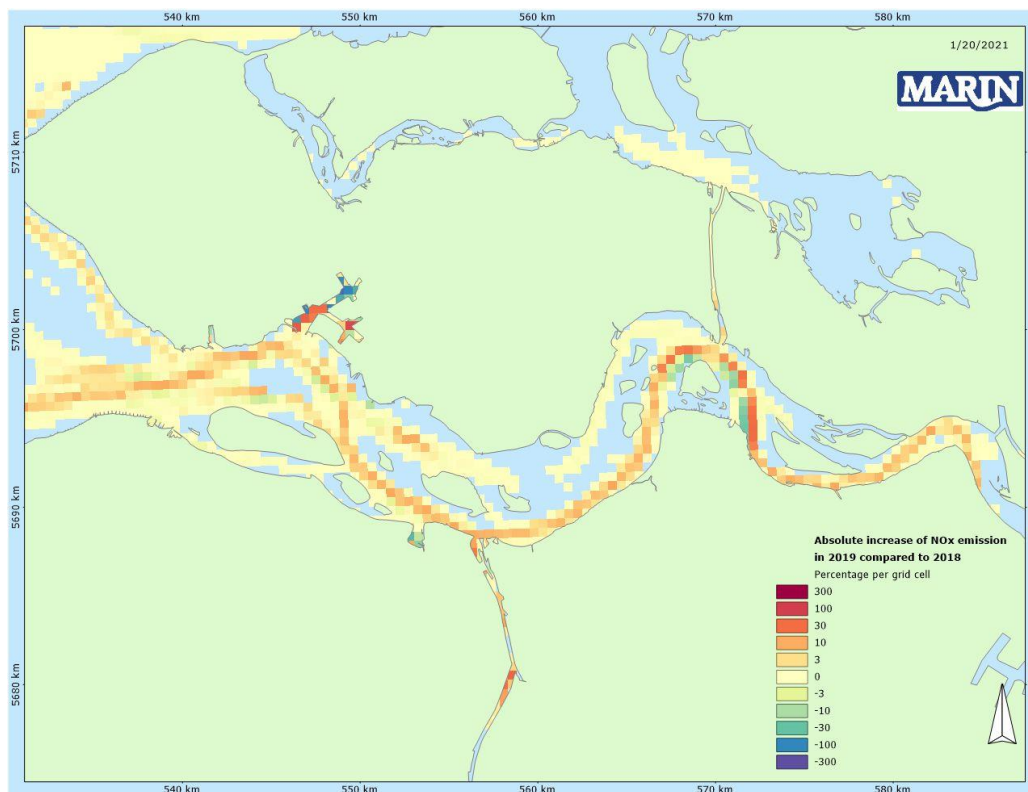 540 km
550 km
560 km
570 km
580 km
1/20/2021
MARIN
5710 km
5700 km
5690 km
5680 km
Absolute increase of NOx emission
in 2019 compared to 2018
Percentage per grid cell
300
100
30
10
3
0
-3
-10
-30
-100
-300
540 km
550 km
560 km
570 km
580 km